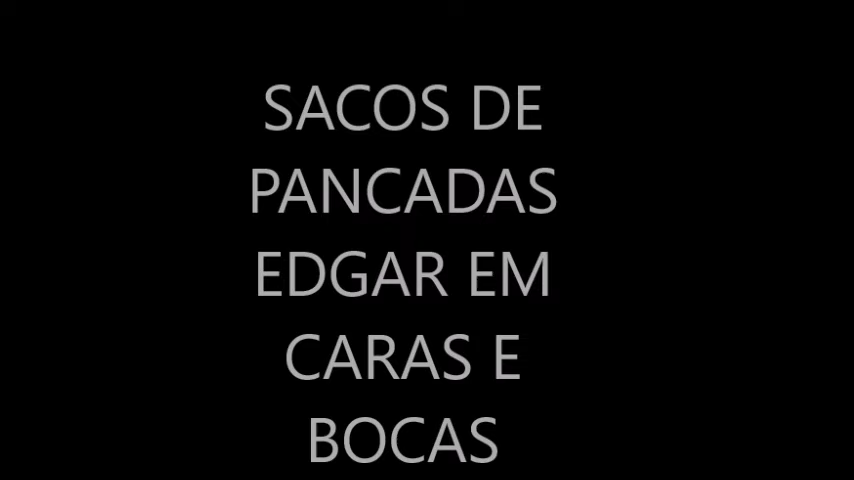 SACOS DE
PANCADAS
EDGAR EM
CARAS E
BOCAS